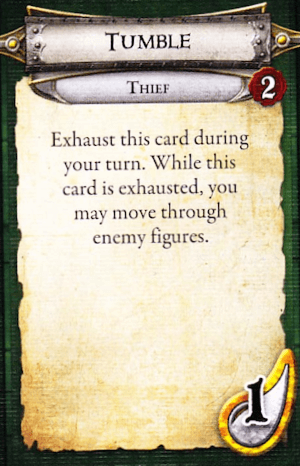 TUMBLE
THIEF
2
Exhaust this card during
your turn. While this
card is exhausted, you
may move through
enemy figures.
1